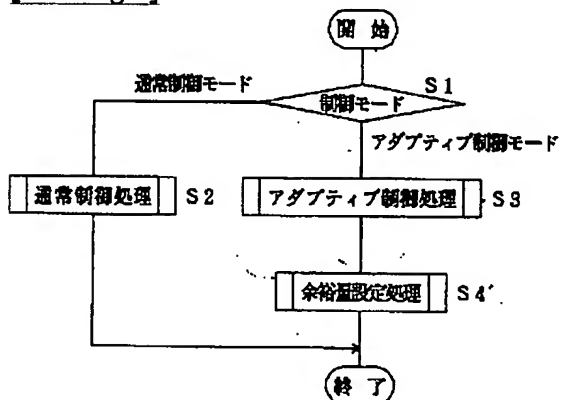 開 始
通常制御モード
S1
制御モード
アダプティブ制御モード
通常制御処理 S2
アダプティブ制御処理 S3
余裕量設定処理 S4
終 了